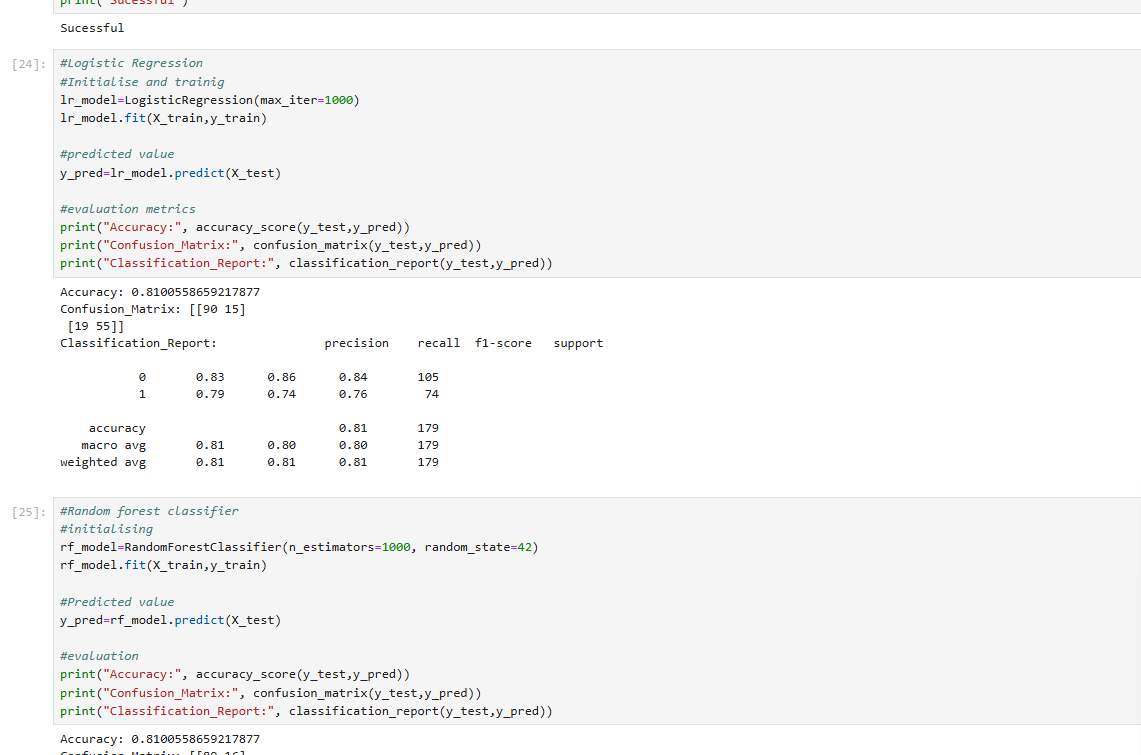 print("Sucessful")
Sucessful
[24]:
#Logistic Regression
#Initialise and trainig
lr_model=LogisticRegression(max_iter=1000)
lr_model.fit(X_train,y_train)
#predicted value
y_pred=lr_model.predict(X_test)
#evaluation metrics
print("Accuracy:", accuracy_score(y_test,y_pred))
print("Confusion_Matrix:", confusion_matrix(y_test,y_pred))
print("Classification_Report:", classification_report(y_test,y_pred))
Accuracy: 0.8100558659217877
Confusion_Matrix: [[90 15]
[19 55]]
Classification_Report: precision recall f1-score support
0 0.83 0.86 0.84 105
1 0.79 0.74 0.76 74
accuracy 0.81 179
macro avg 0.81 0.80 0.80 179
weighted avg 0.81 0.81 0.81 179
[25]:
#Random forest classifier
#initialising
rf_model=RandomForestClassifier(n_estimators=1000, random_state=42)
rf_model.fit(X_train,y_train)
#Predicted value
y_pred=rf_model.predict(X_test)
#evaluation
print("Accuracy:", accuracy_score(y_test,y_pred))
print("Confusion_Matrix:", confusion_matrix(y_test,y_pred))
print("Classification_Report:", classification_report(y_test,y_pred))
Accuracy: 0.8100558659217877